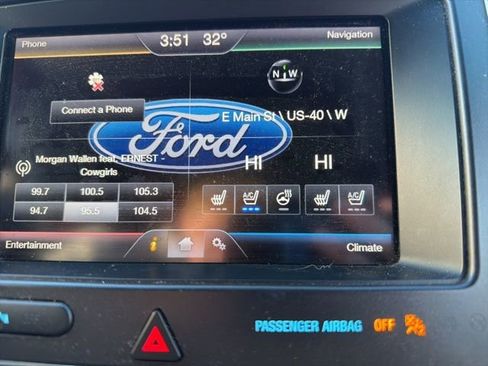 Phone
3:51 32°
Navigation
N W
Connect a Phone
E Main St \ US-40 \ W
Ford
Morgan Wallen feat. ERNEST -
Cowgirls
HI HI
99.7 100.5 105.3
94.7 95.5 104.5
A/C A/C
Entertainment
i
Climate
PASSENGER AIRBAG OFF